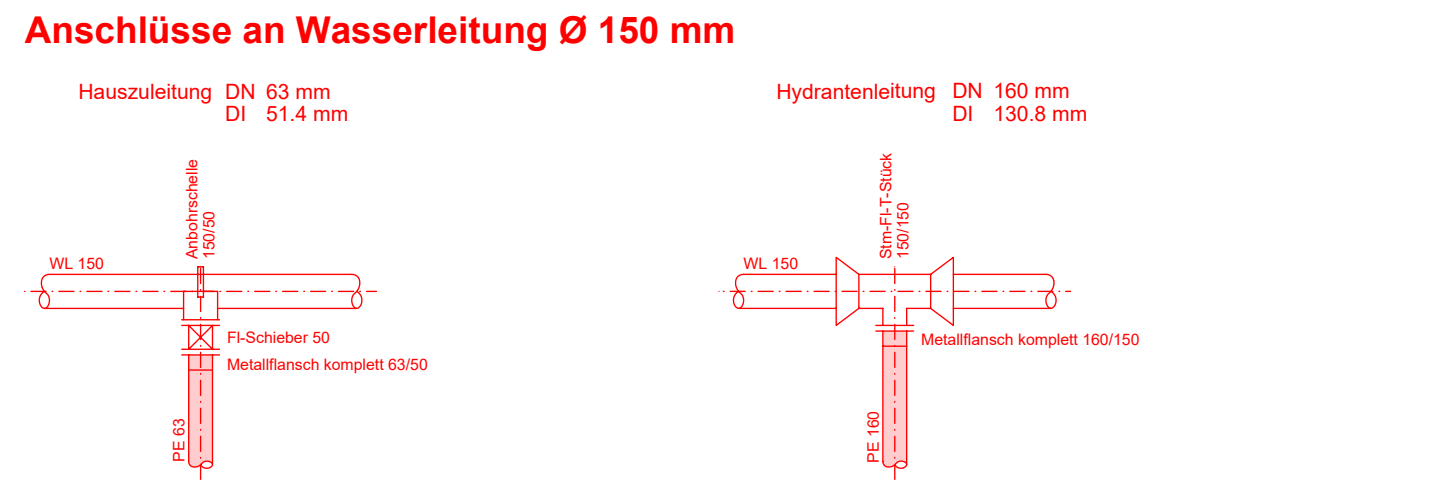 Anschlüsse an Wasserleitung Ø 150 mm
Hauszuleitung DN 63 mm
DI 51.4 mm
Anbohrschelle
150/50
WL 150
Fl-Schieber 50
Metallflansch komplett 63/50
PE 63
Hydrantenleitung DN 160 mm
DI 130.8 mm
Stm-Fl-T-Stück
150/150
WL 150
Metallflansch komplett 160/150
PE 160